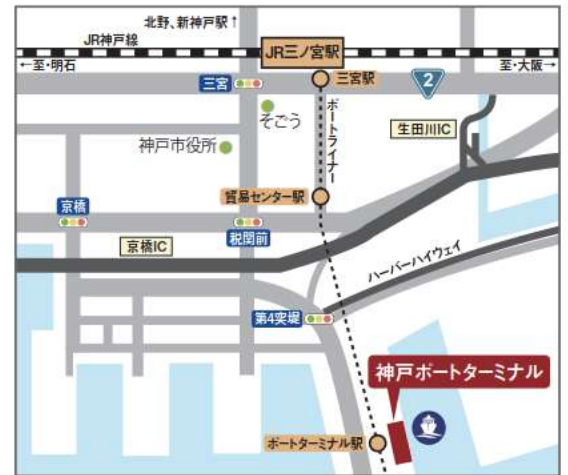 北野、新神戸駅↑
JR神戸線
JR三ノ宮駅
←至・明石
至・大阪→
三宮
三宮駅
2
そごう
ポートライナー
生田川IC
神戸市役所
貿易センター駅
京橋
税関前
京橋IC
ハーバーハイウェイ
第4突堤
神戸ポートターミナル
ポートターミナル駅